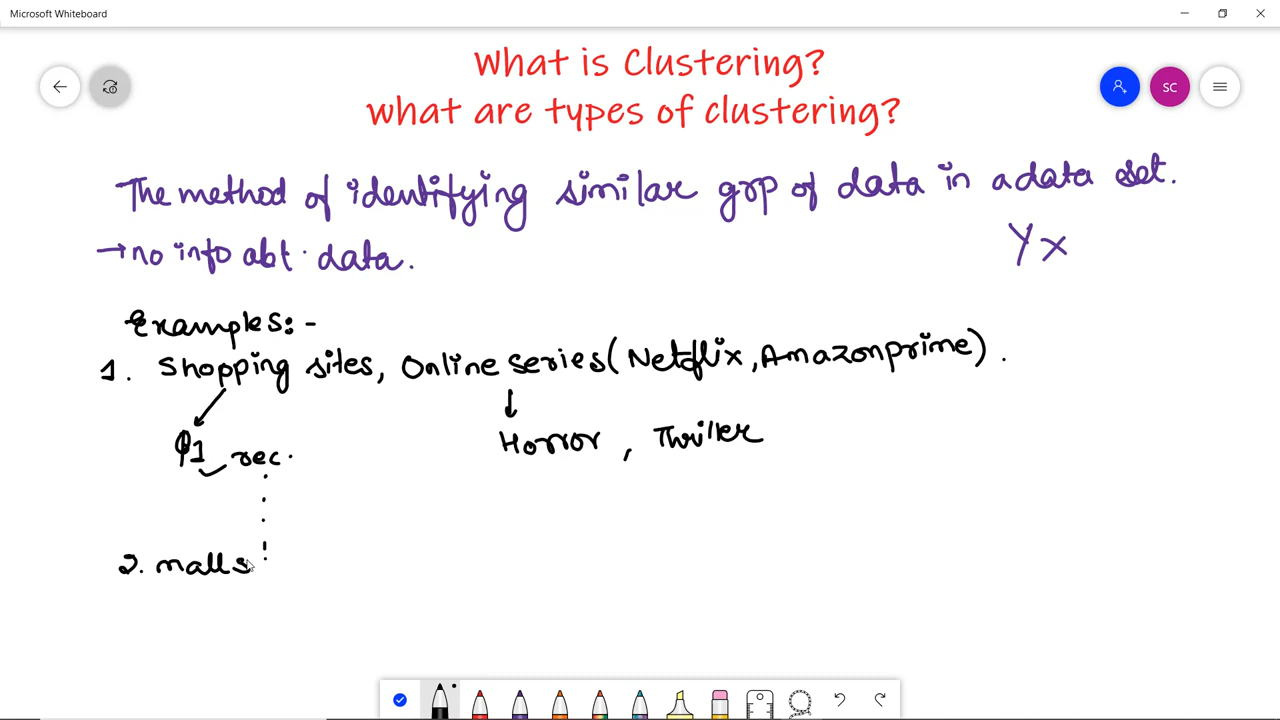 Microsoft Whiteboard
What is Clustering?
what are types of clustering?
SC
The method of identifying similar grp of data in a data set.
→ no info abt. data.
Y x
Examples: -
1. Shopping sites, Online series (Netflix, Amazonprime).
P1 rec.
Horror, Thriller
2. malls